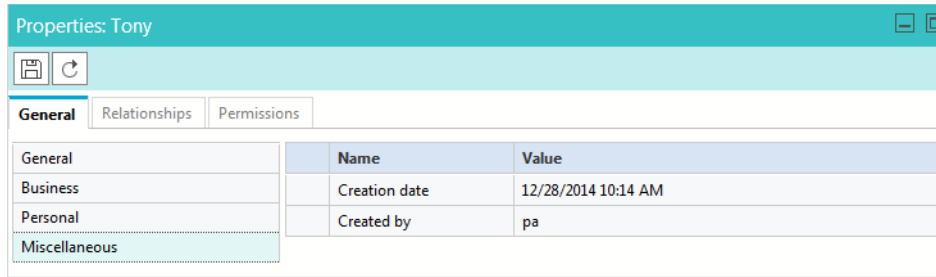 Properties: Tony
General Relationships Permissions
General
Business
Personal
Miscellaneous
Name Value
Creation date 12/28/2014 10:14 AM
Created by pa